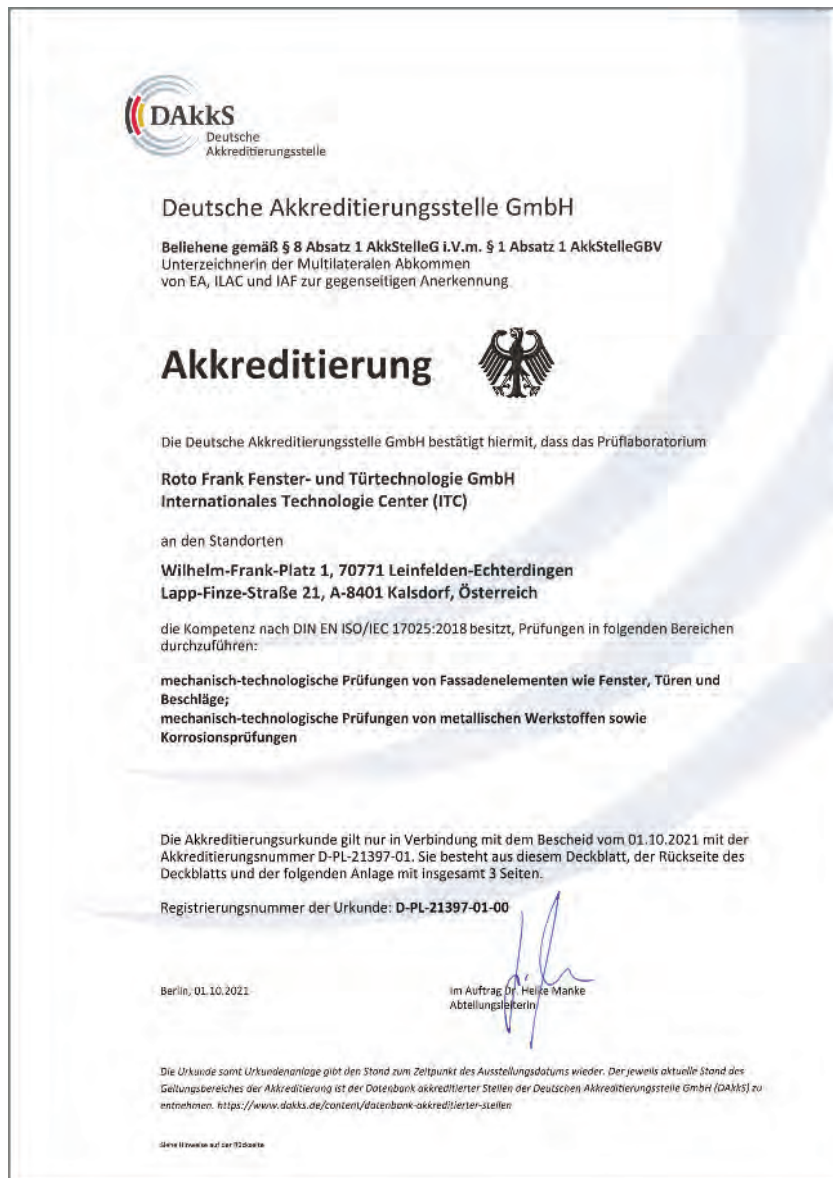 DAkkS
Deutsche
Akkreditierungsstelle
Deutsche Akkreditierungsstelle GmbH
Beliehene gemäß § 8 Absatz 1 AkkStelleG i.V.m. § 1 Absatz 1 AkkStelleGBV
Unterzeichnerin der Multilateralen Abkommen
von EA, ILAC und IAF zur gegenseitigen Anerkennung
Akkreditierung
Die Deutsche Akkreditierungsstelle GmbH bestätigt hiermit, dass das Prüflaboratorium
Roto Frank Fenster- und Türtechnologie GmbH
Internationales Technologie Center (ITC)
an den Standorten
Wilhelm-Frank-Platz 1, 70771 Leinfelden-Echterdingen
Lapp-Finze-Straße 21, A-8401 Kalsdorf, Österreich
die Kompetenz nach DIN EN ISO/IEC 17025:2018 besitzt, Prüfungen in folgenden Bereichen
durchzuführen:
mechanisch-technologische Prüfungen von Fassadenelementen wie Fenster, Türen und
Beschläge;
mechanisch-technologische Prüfungen von metallischen Werkstoffen sowie
Korrosionsprüfungen
Die Akkreditierungsurkunde gilt nur in Verbindung mit dem Bescheid vom 01.10.2021 mit der
Akkreditierungsnummer D-PL-21397-01. Sie besteht aus diesem Deckblatt, der Rückseite des
Deckblatts und der folgenden Anlage mit insgesamt 3 Seiten.
Registrierungsnummer der Urkunde: D-PL-21397-01-00
Berlin, 01.10.2021
Im Auftrag Dr. Heike Manke
Abteilungsleiterin
Die Urkunde samt Urkundenanlage gibt den Stand zum Zeitpunkt des Ausstellungsdatums wieder. Der jeweils aktuelle Stand des
Geltungsbereiches der Akkreditierung ist der Datenbank akkreditierter Stellen der Deutschen Akkreditierungsstelle GmbH (DAkkS) zu
entnehmen. https://www.dakks.de/content/datenbank-akkreditierter-stellen
Siehe Hinweise auf der Rückseite